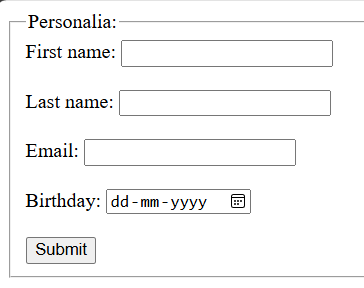 Personalia:
First name:
Last name:
Email:
Birthday: dd-mm-yyyy
Submit